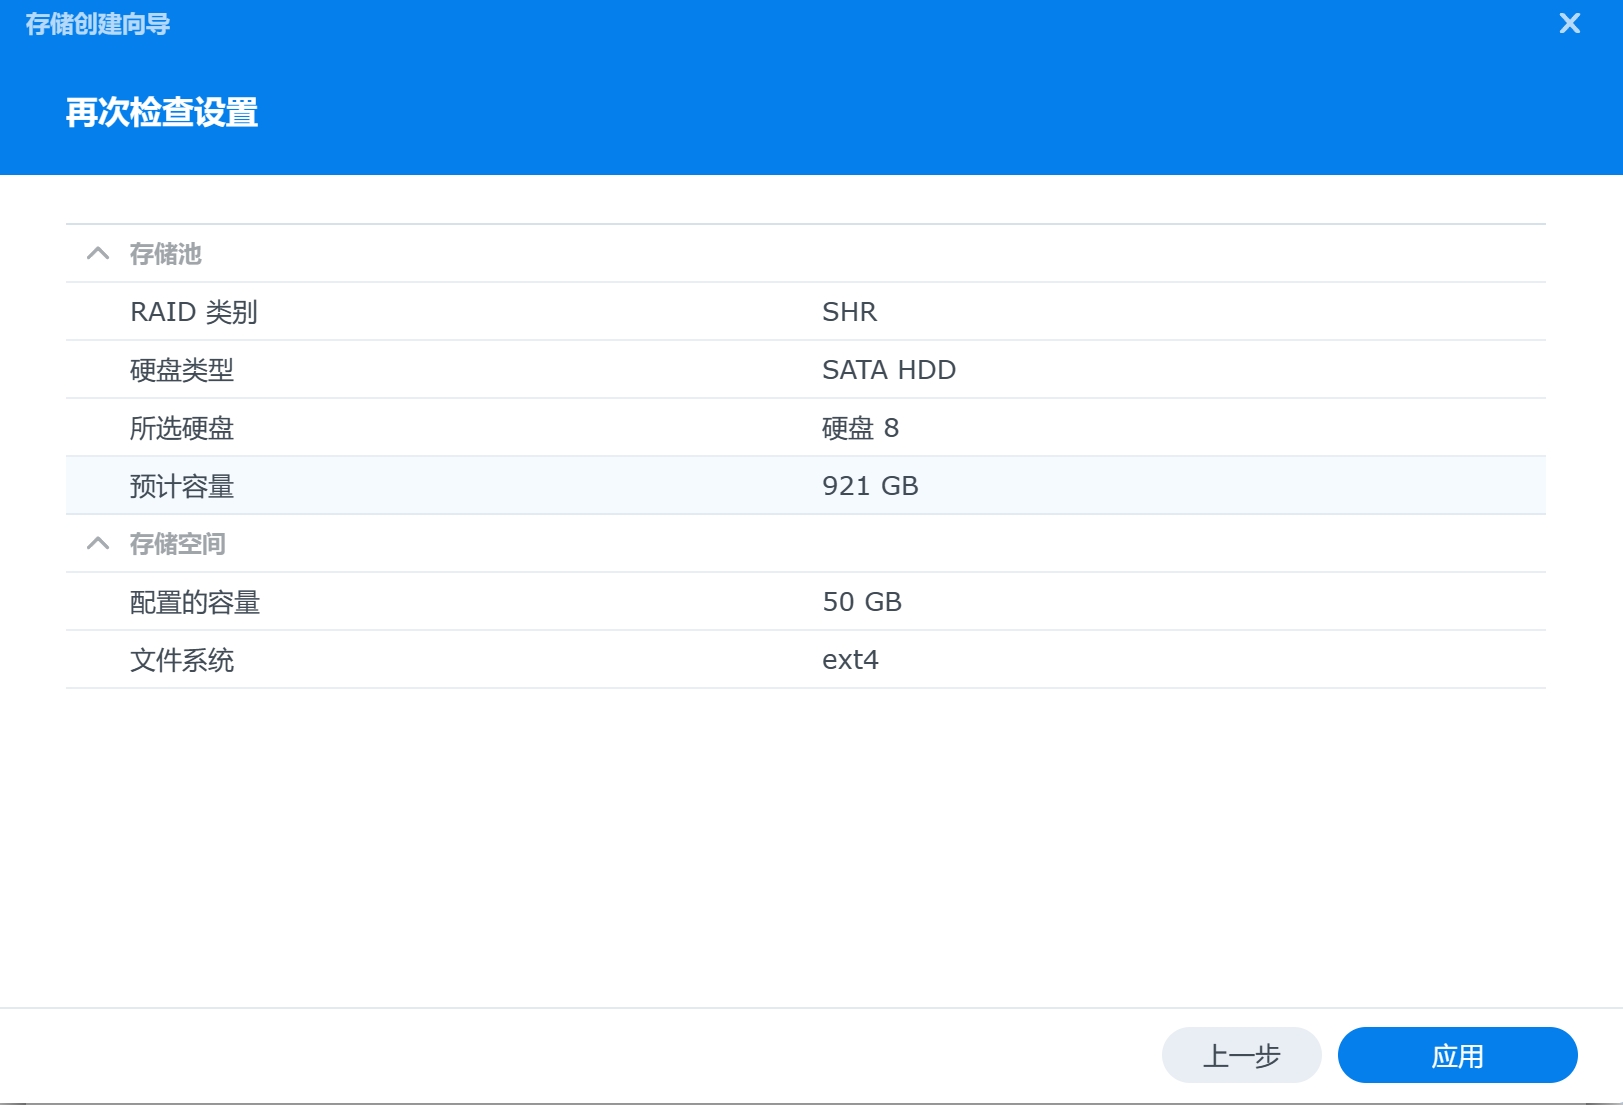 存储创建向导
再次检查设置
存储池
RAID 类别 SHR
硬盘类型 SATA HDD
所选硬盘 硬盘 8
预计容量 921 GB
存储空间
配置的容量 50 GB
文件系统 ext4
上一步 应用